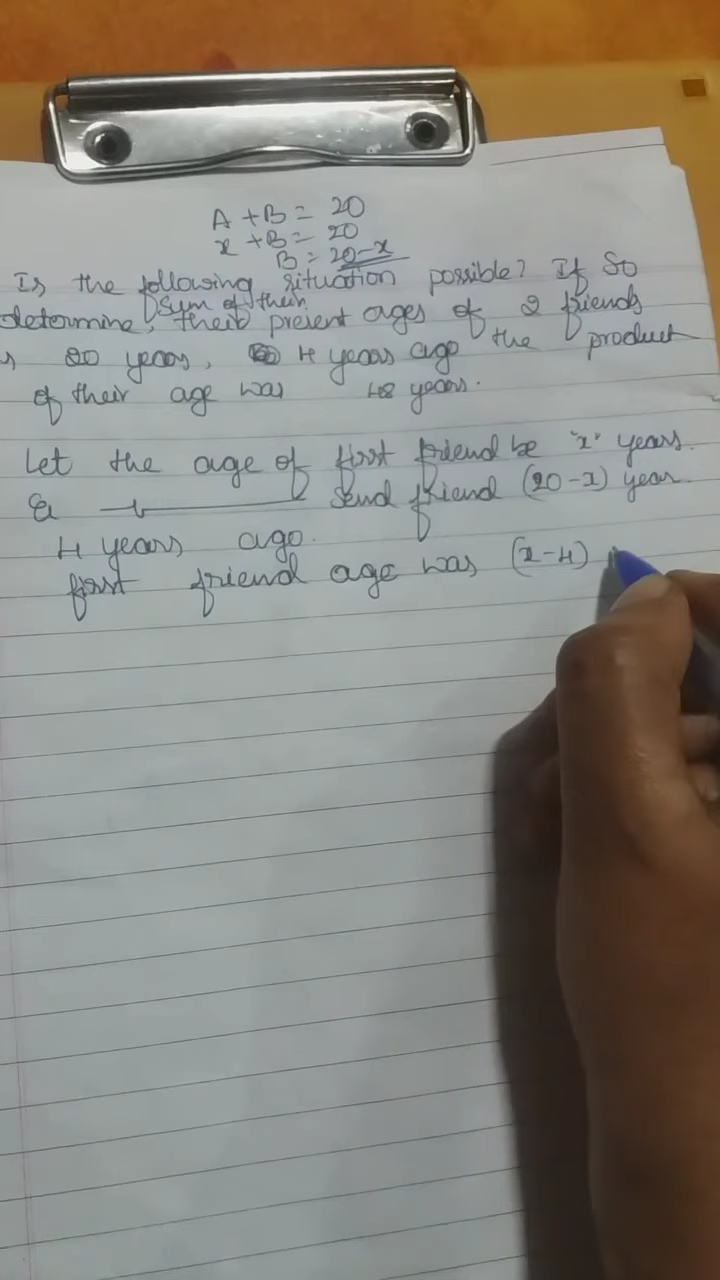 A + B = 20
x + B = 20
B = 20-x
Is the following situation possible? If So
sum of their
determine, their present ages of 2 friends
20 years, 4 years ago the product
of their age was 48 years.
Let the age of first friend be 'x' years.
& friend (20-x) year
4 years ago.
first friend age was (x-4)